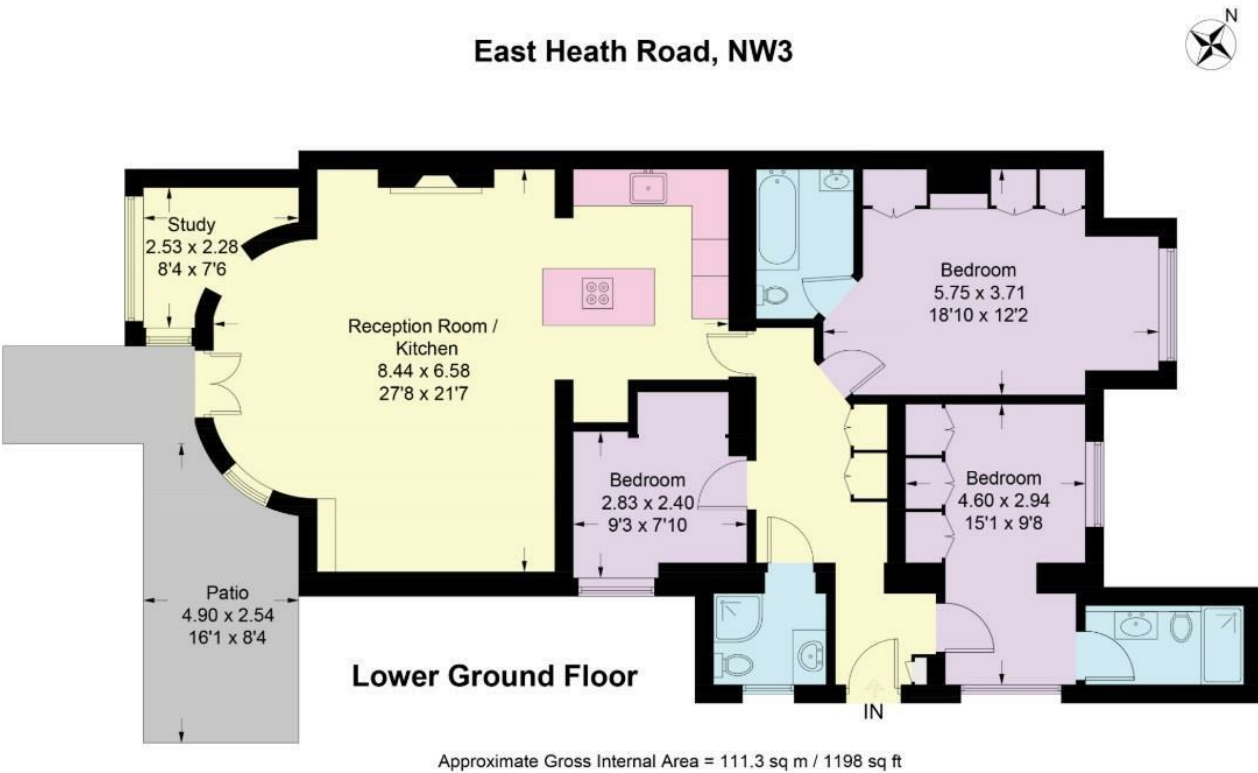 N
East Heath Road, NW3
Study
2.53 x 2.28
8'4 x 7'6
Reception Room /
Kitchen
8.44 x 6.58
27'8 x 21'7
Bedroom
5.75 x 3.71
18'10 x 12'2
Bedroom
2.83 x 2.40
9'3 x 7'10
Bedroom
4.60 x 2.94
15'1 x 9'8
Patio
4.90 x 2.54
16'1 x 8'4
Lower Ground Floor
IN
Approximate Gross Internal Area = 111.3 sq m / 1198 sq ft